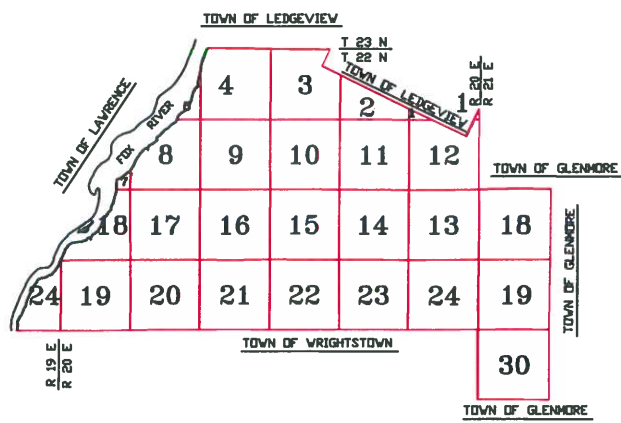 TOWN OF LEDGEVIEW
T 23 N
T 22 N
TOWN OF LEDGEVIEW
R 20 E
R 21 E
TOWN OF LAWRENCE
FOX RIVER
4 3 2 1
8 9 10 11 12
TOWN OF GLENMORE
7
18 17 16 15 14 13 18
TOWN OF GLENMORE
24 19 20 21 22 23 24 19
TOWN OF WRIGHTSTOWN
R 19 E
R 20 E
30
TOWN OF GLENMORE